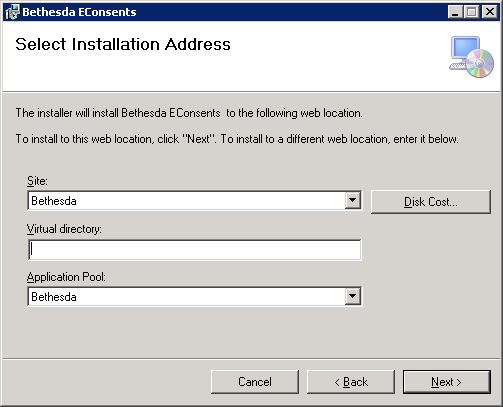 Bethesda EConsents
Select Installation Address
The installer will install Bethesda EConsents to the following web location.
To install to this web location, click "Next". To install to a different web location, enter it below.
Site:
Bethesda
Disk Cost...
Virtual directory:
Application Pool:
Bethesda
Cancel
< Back
Next >